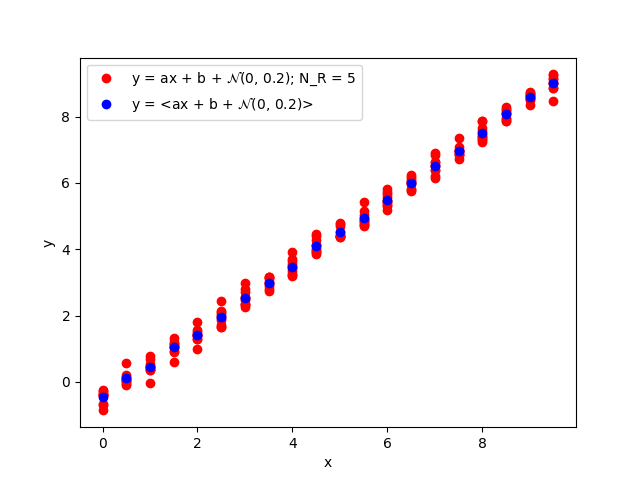 y = ax + b + 𝒩(0, 0.2); N_R = 5
y = <ax + b + 𝒩(0, 0.2)>
8
6
4
2
0
y
0 2 4 6 8
x